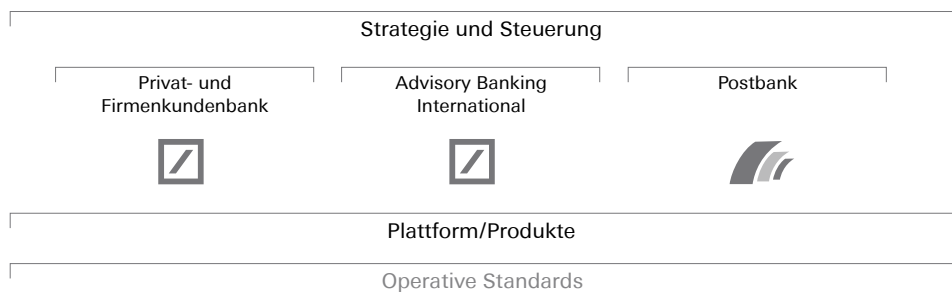 Strategie und Steuerung
Privat- und
Firmenkundenbank
Advisory Banking
International
Postbank
Plattform/Produkte
Operative Standards